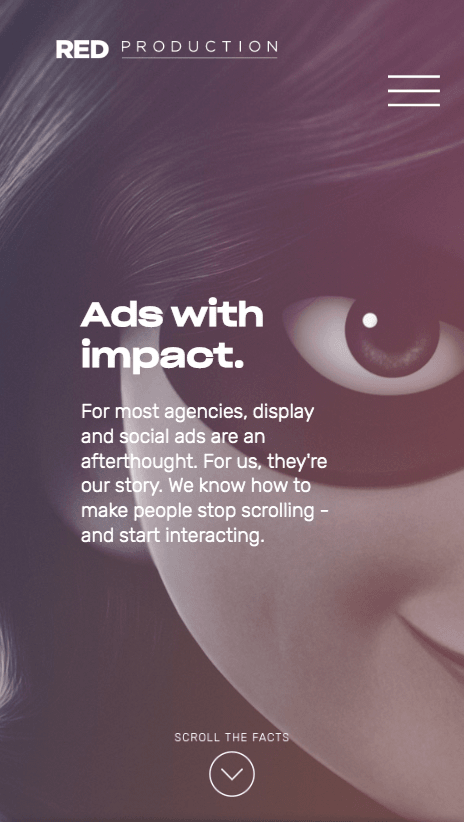 RED PRODUCTION
Ads with
impact.
For most agencies, display
and social ads are an
afterthought. For us, they're
our story. We know how to
make people stop scrolling -
and start interacting.
SCROLL THE FACTS